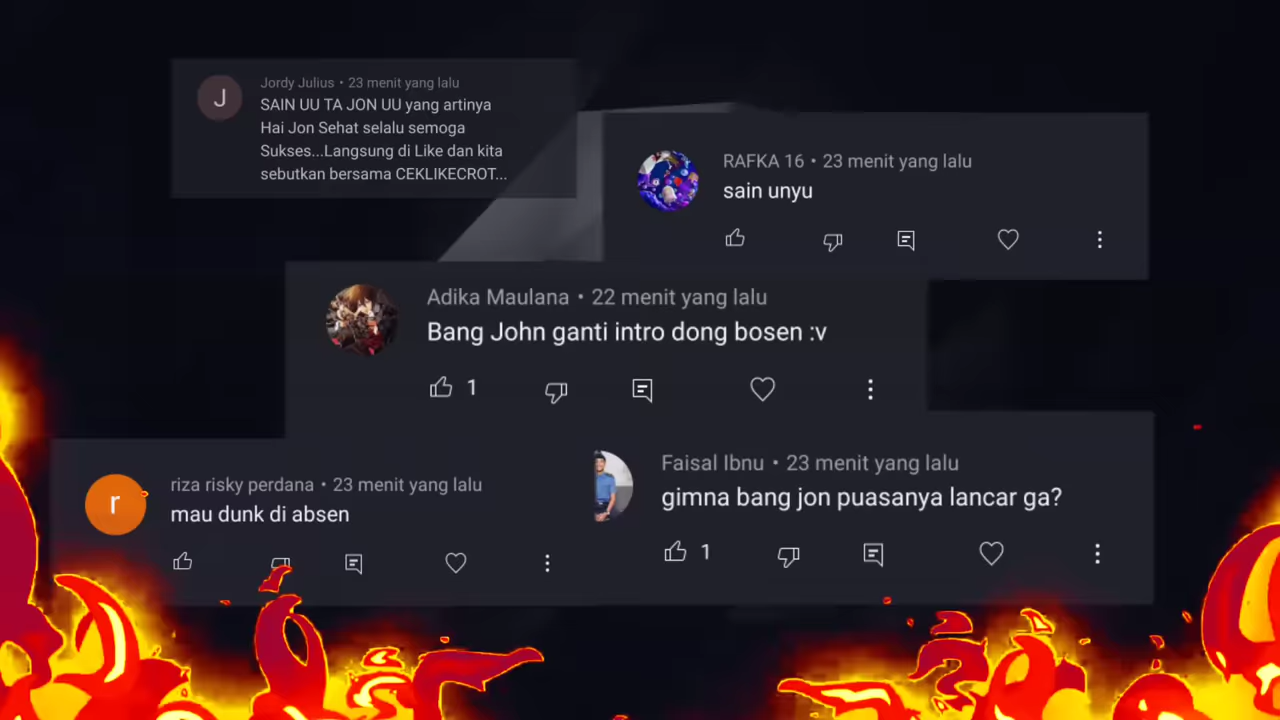 J
Jordy Julius • 23 menit yang lalu
SAIN UU TA JON UU yang artinya
Hai Jon Sehat selalu semoga
Sukses...Langsung di Like dan kita
sebutkan bersama CEKLIKECROT...
RAFKA 16 • 23 menit yang lalu
sain unyu
Adika Maulana • 22 menit yang lalu
Bang John ganti intro dong bosen :v
1
r
riza risky perdana • 23 menit yang lalu
mau dunk di absen
Faisal Ibnu • 23 menit yang lalu
gimna bang jon puasanya lancar ga?
1